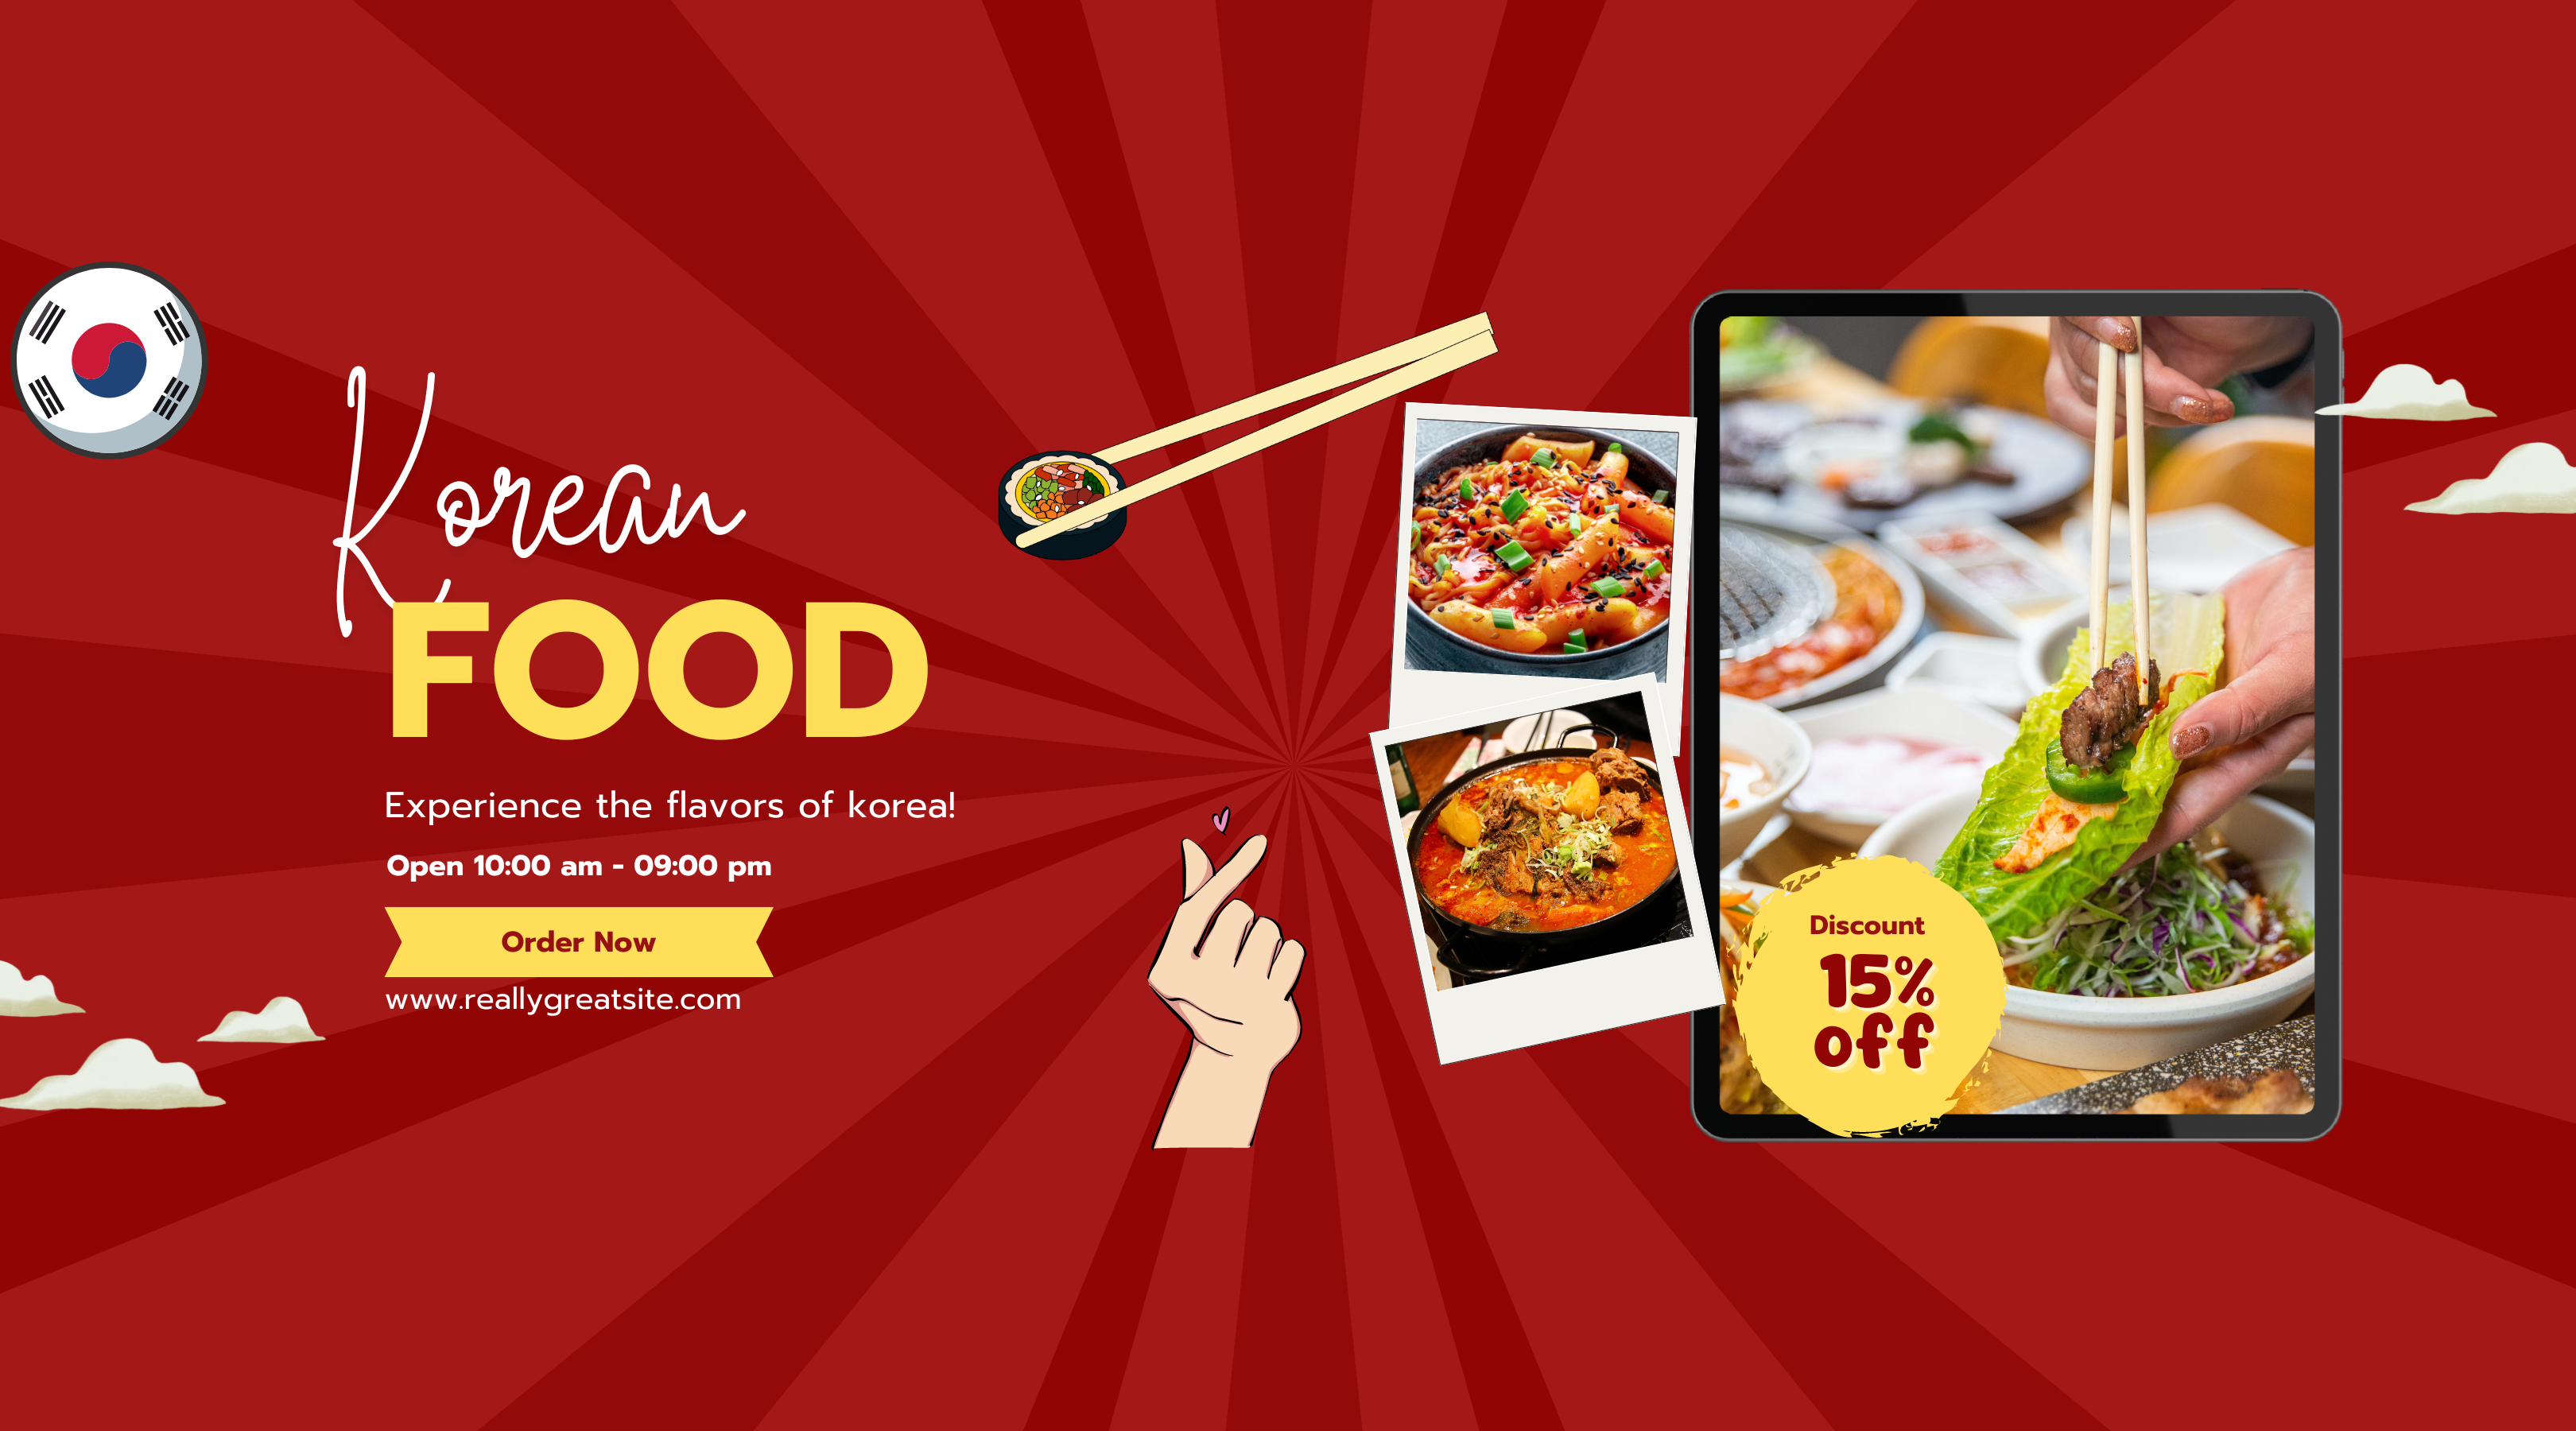 Korean
FOOD
Experience the flavors of korea!
Open 10:00 am - 09:00 pm
Order Now
www.reallygreatsite.com
Discount
15%
off